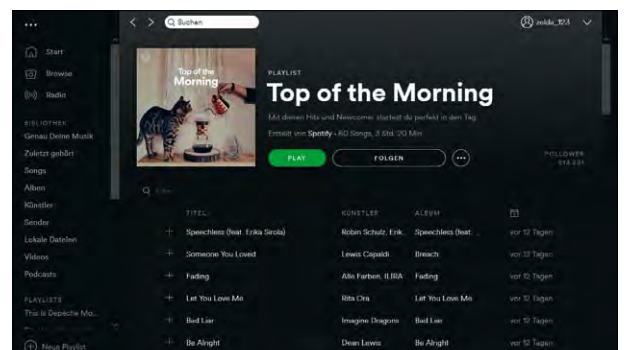 Suchen
zelda_123
Start
Browse
Radio
BIBLIOTHEK
Genau Deine Musik
Zuletzt gehört
Songs
Alben
Künstler
Sender
Lokale Dateien
Videos
Podcasts
PLAYLISTS
This Is Depeche Mo...
Neue Playlist
Top of the
Morning
PLAYLIST
Top of the Morning
Mit diesen Hits und Newcomer startest du perfekt in den Tag
Erstellt von Spotify • 60 Songs, 3 Std. 20 Min
PLAY
FOLGEN
FOLLOWER
TITEL
KÜNSTLER
ALBUM
Speechless (feat. Erika Sirola)
Robin Schulz, Erik...
Speechless (feat. ...
vor 12 Tagen
Someone You Loved
Lewis Capaldi
Breach
vor 12 Tagen
Fading
Alle Farben, ILIRA
Fading
vor 12 Tagen
Let You Love Me
Rita Ora
Let You Love Me
vor 12 Tagen
Bad Liar
Imagine Dragons
Bad Liar
vor 12 Tagen
Be Alright
Dean Lewis
Be Alright
vor 12 Tagen